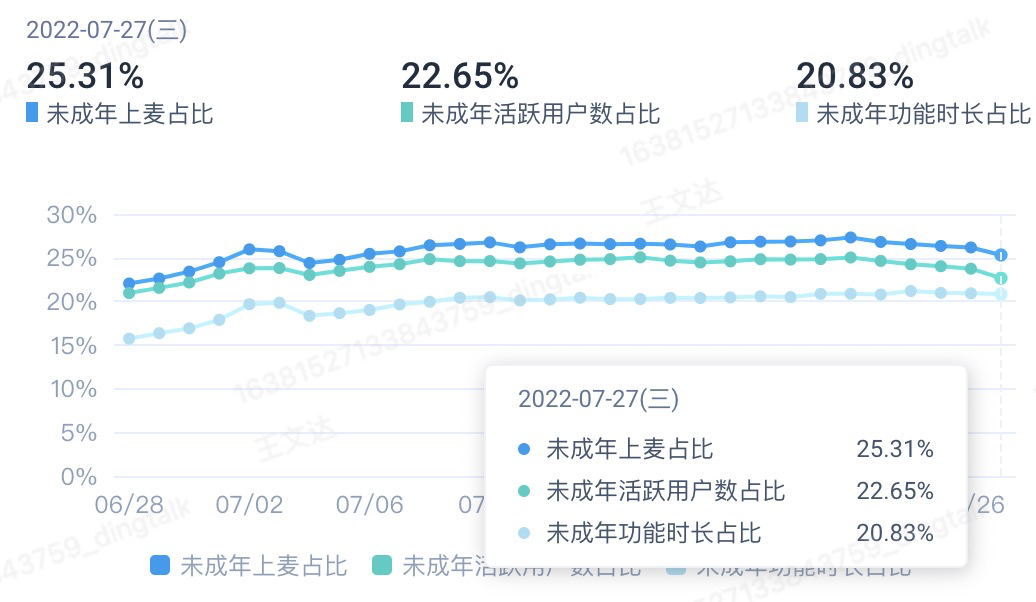 2022-07-27(三)
25.31% 22.65% 20.83%
未成年上麦占比 未成年活跃用户数占比 未成年功能时长占比
30%
25%
20%
15%
10%
5%
0%
06/28 07/02 07/06 07 /26
2022-07-27(三)
未成年上麦占比 25.31%
未成年活跃用户数占比 22.65%
未成年功能时长占比 20.83%
未成年上麦占比 未成年活跃用户数占比 未成年功能时长占比
16381527133843759_dingtalk
王文达
16381527133843759_dingtalk
王文达
43759_dingtalk